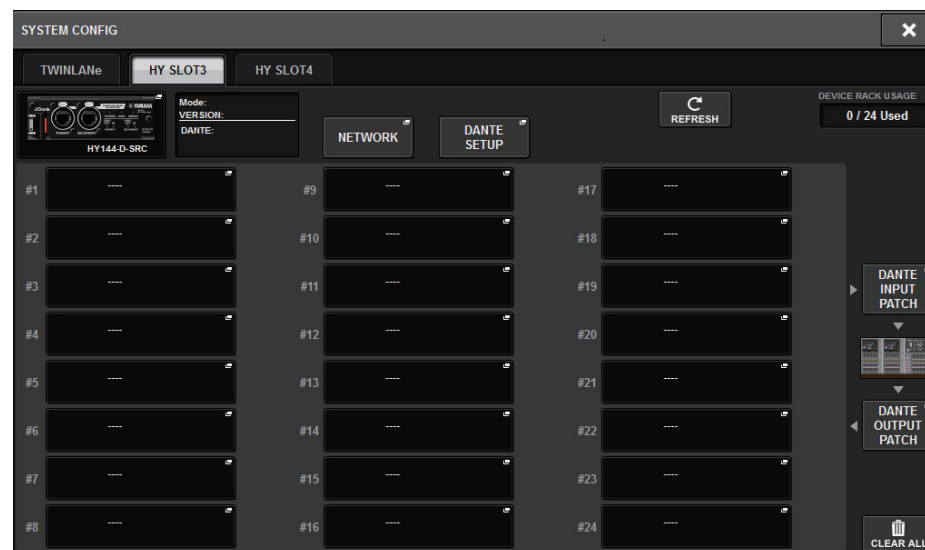 SYSTEM CONFIG
TWINLANe
HY SLOT3
HY SLOT4
YAMAHA
HY144-D-SRC
Mode:
VERSION:
DANTE:
NETWORK
DANTE
SETUP
REFRESH
DEVICE RACK USAGE
0 / 24 Used
#1 ----
#9 ----
#17 ----
#2 ----
#10 ----
#18 ----
#3 ----
#11 ----
#19 ----
#4 ----
#12 ----
#20 ----
#5 ----
#13 ----
#21 ----
#6 ----
#14 ----
#22 ----
#7 ----
#15 ----
#23 ----
#8 ----
#16 ----
#24 ----
DANTE
INPUT
PATCH
DANTE
OUTPUT
PATCH
CLEAR ALL